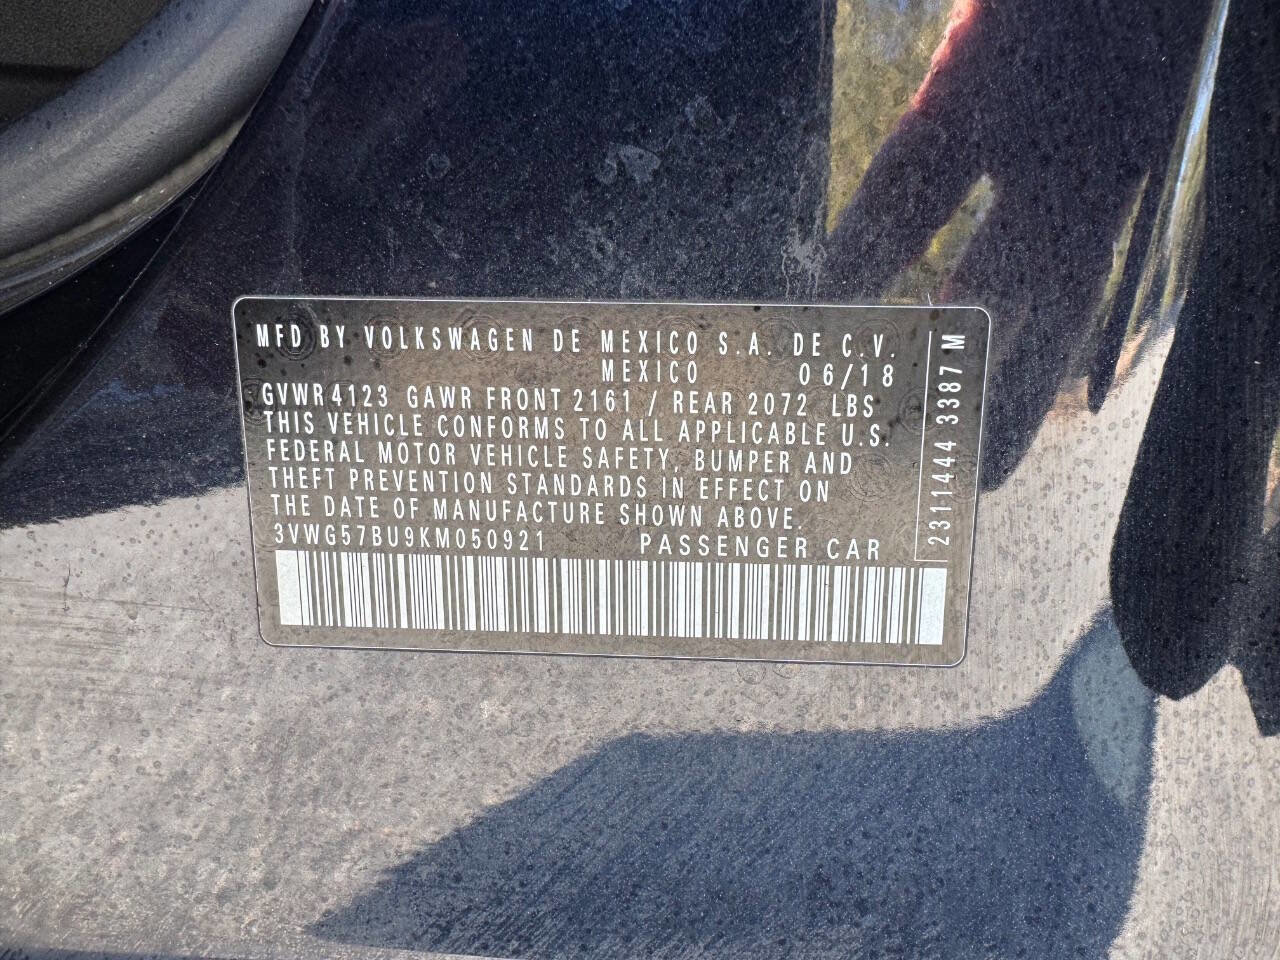 MFD BY VOLKSWAGEN DE MEXICO S.A. DE C.V.
MEXICO 06/18
GVWR 4123 GAWR FRONT 2161 / REAR 2072 LBS
THIS VEHICLE CONFORMS TO ALL APPLICABLE U.S.
FEDERAL MOTOR VEHICLE SAFETY, BUMPER AND
THEFT PREVENTION STANDARDS IN EFFECT ON
THE DATE OF MANUFACTURE SHOWN ABOVE.
3VWG57BU9KM050921 PASSENGER CAR
2311444 3387 M